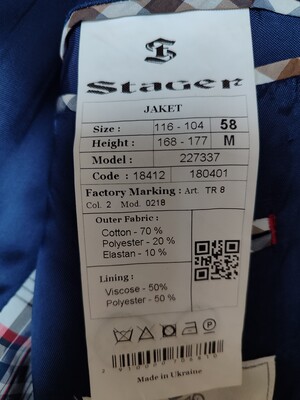 Stager
JAKET
Size : 116 - 104 58
Height : 168 - 177 M
Model : 227337
Code : 18412 180401
Factory Marking : Art. TR 8
Col. 2 Mod. 0218
Outer Fabric :
Cotton - 70 %
Polyester - 20 %
Elastan - 10 %
Lining :
Viscose - 50%
Polyester - 50 %
Made in Ukraine